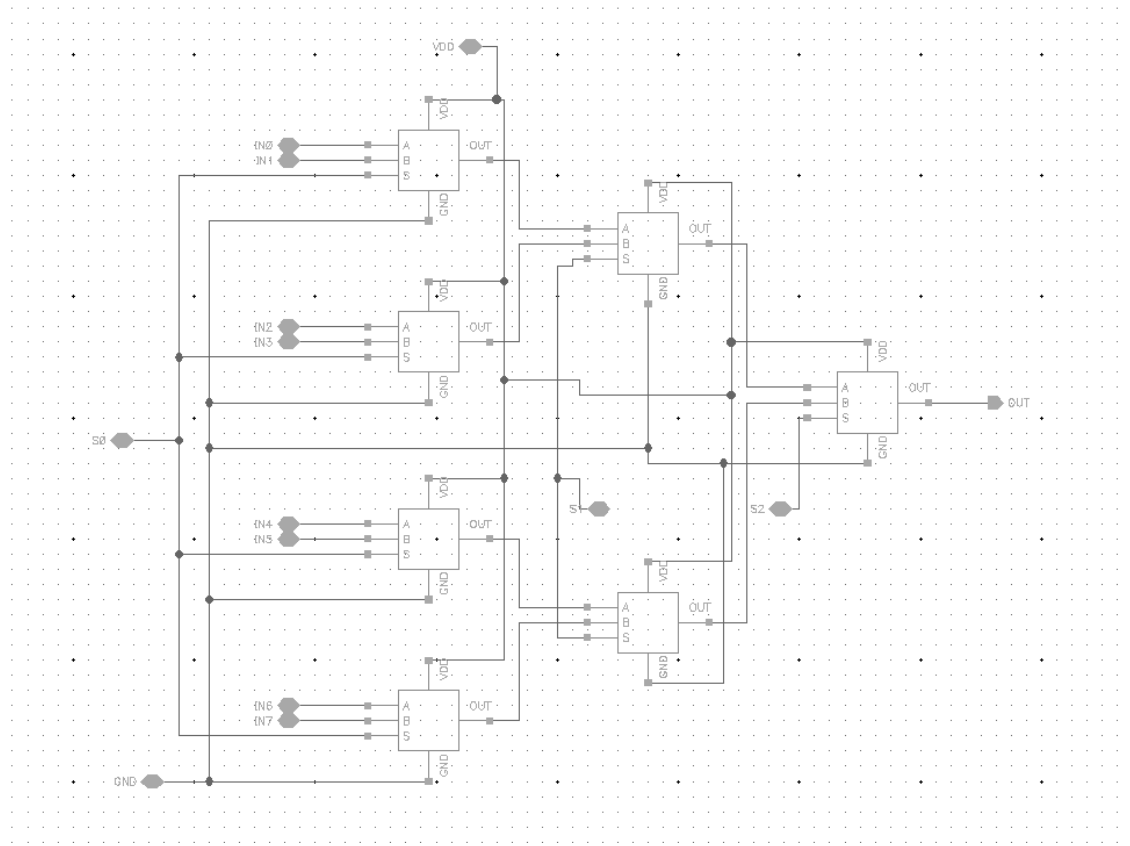 VDD
VDD
IN0 A OUT
IN1 B
S
GND
VDD
A OUT
B
S
GND
VDD
IN2 A OUT
IN3 B
S
GND
VDD
A OUT
B OUT
S
GND
S0
VDD
S1 S2
IN4 A OUT
IN5 B
S
GND
VDD
A OUT
B
S
GND
VDD
IN6 A OUT
IN7 B
S
GND
GND